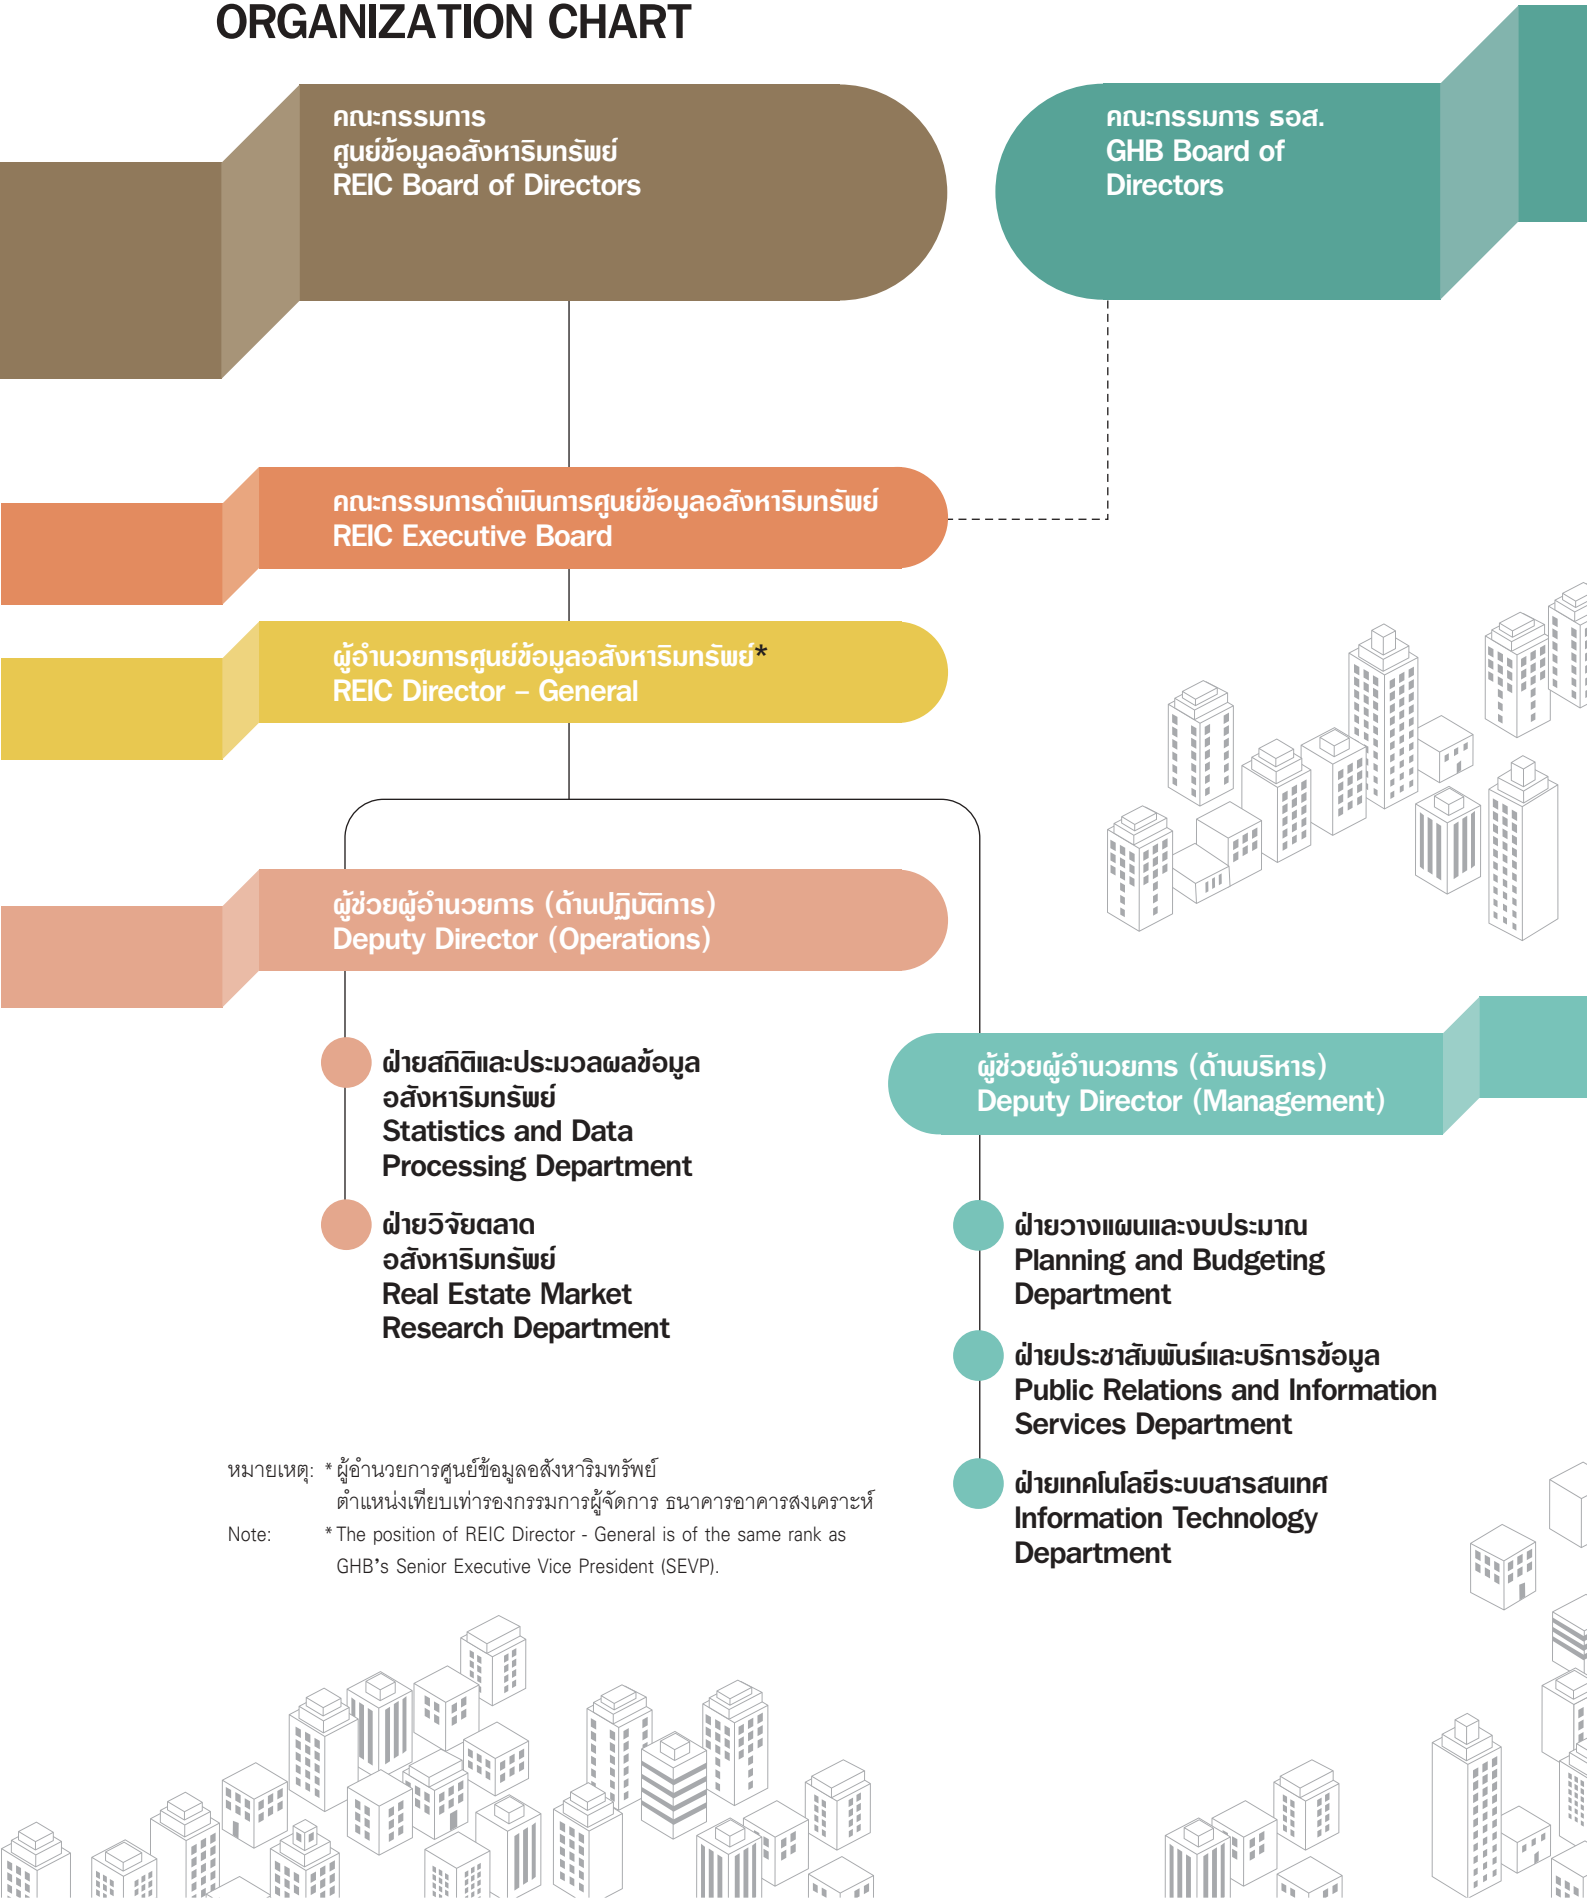 ORGANIZATION CHART
คณะกรรมการ
ศูนย์ข้อมูลอสังหาริมทรัพย์
REIC Board of Directors
คณะกรรมการ ธอส.
GHB Board of
Directors
คณะกรรมการดำเนินการศูนย์ข้อมูลอสังหาริมทรัพย์
REIC Executive Board
ผู้อำนวยการศูนย์ข้อมูลอสังหาริมทรัพย์*
REIC Director – General
ผู้ช่วยผู้อำนวยการ (ด้านปฏิบัติการ)
Deputy Director (Operations)
ฝ่ายสถิติและประมวลผลข้อมูล
อสังหาริมทรัพย์
Statistics and Data
Processing Department
ฝ่ายวิจัยตลาด
อสังหาริมทรัพย์
Real Estate Market
Research Department
ผู้ช่วยผู้อำนวยการ (ด้านบริหาร)
Deputy Director (Management)
ฝ่ายวางแผนและงบประมาณ
Planning and Budgeting
Department
ฝ่ายประชาสัมพันธ์และบริการข้อมูล
Public Relations and Information
Services Department
ฝ่ายเทคโนโลยีระบบสารสนเทศ
Information Technology
Department
หมายเหตุ: * ผู้อำนวยการศูนย์ข้อมูลอสังหาริมทรัพย์
ตำแหน่งเทียบเท่ารองกรรมการผู้จัดการ ธนาคารอาคารสงเคราะห์
Note: * The position of REIC Director - General is of the same rank as
GHB's Senior Executive Vice President (SEVP).